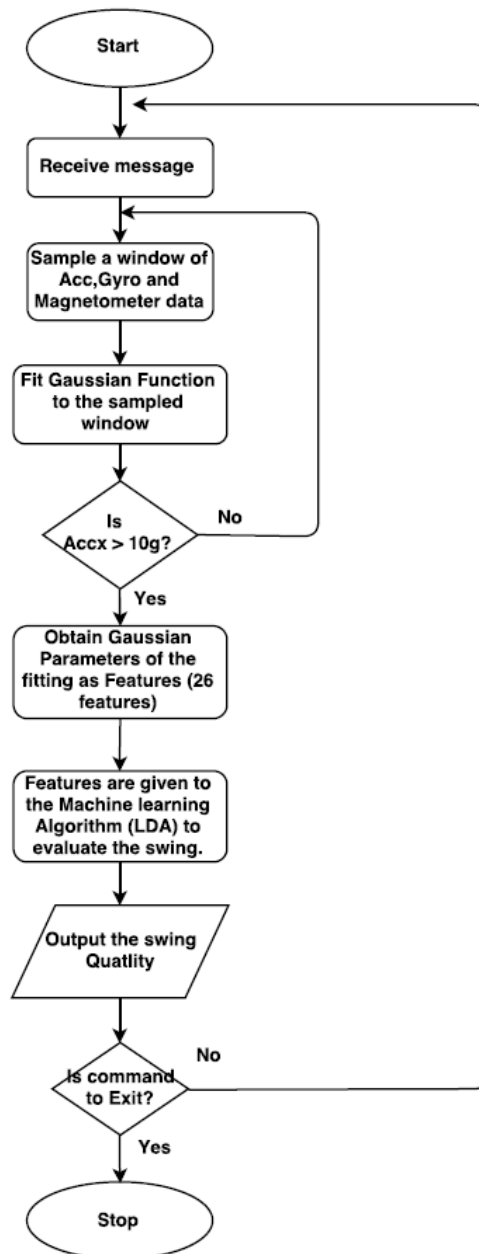 Start
Receive message
Sample a window of
Acc,Gyro and
Magnetometer data
Fit Gaussian Function
to the sampled
window
Is
Accx > 10g?
No
Yes
Obtain Gaussian
Parameters of the
fitting as Features (26
features)
Features are given to
the Machine learning
Algorithm (LDA) to
evaluate the swing.
Output the swing
Quatlity
Is command
to Exit?
No
Yes
Stop